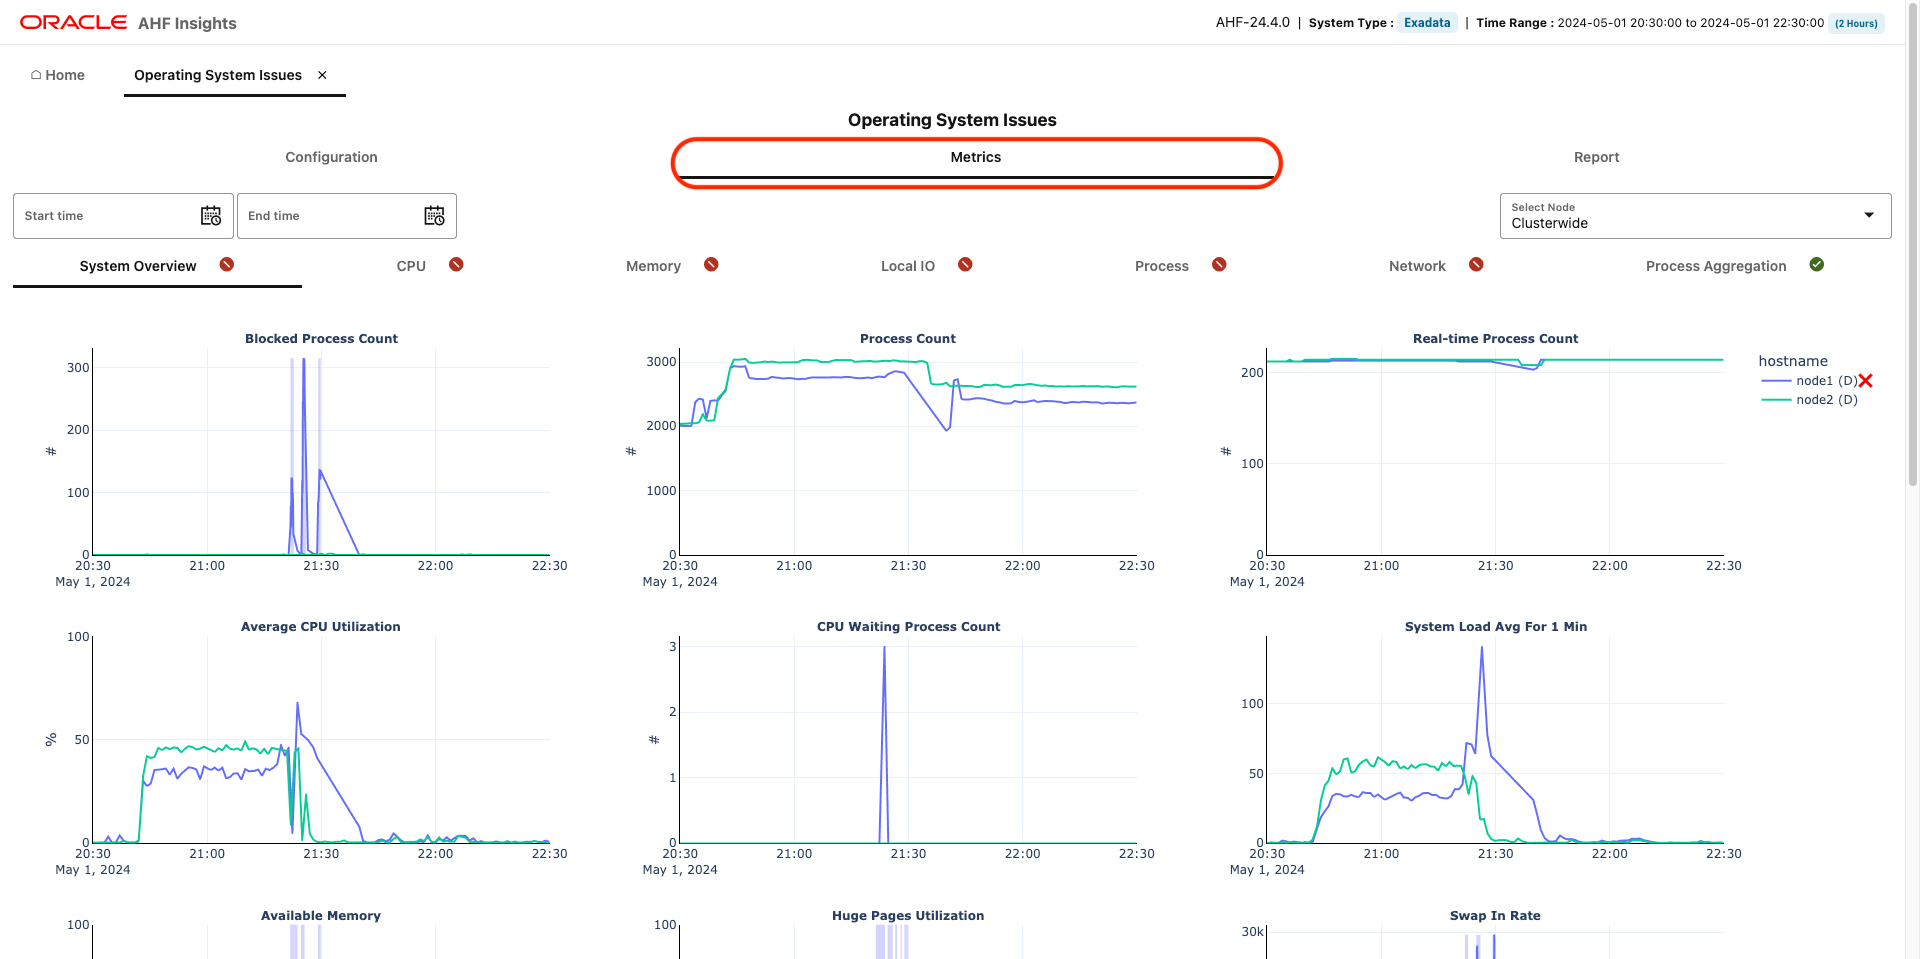 ORACLE AHF Insights
AHF-24.4.0 | System Type : Exadata | Time Range : 2024-05-01 20:30:00 to 2024-05-01 22:30:00 (2 Hours)
Home Operating System Issues ×
Operating System Issues
Configuration Metrics Report
Start time End time
Select Node
Clusterwide
System Overview CPU Memory Local IO Process Network Process Aggregation
Blocked Process Count
300
200
100
0
#
20:30 21:00 21:30 22:00 22:30
May 1, 2024
Process Count
3000
2000
1000
0
#
20:30 21:00 21:30 22:00 22:30
May 1, 2024
Real-time Process Count
200
100
0
#
20:30 21:00 21:30 22:00 22:30
May 1, 2024
hostname
node1 (D)
node2 (D)
Average CPU Utilization
100
50
0
%
20:30 21:00 21:30 22:00 22:30
May 1, 2024
CPU Waiting Process Count
3
2
1
0
#
20:30 21:00 21:30 22:00 22:30
May 1, 2024
System Load Avg For 1 Min
100
50
0
20:30 21:00 21:30 22:00 22:30
May 1, 2024
Available Memory
100
Huge Pages Utilization
100
Swap In Rate
30k